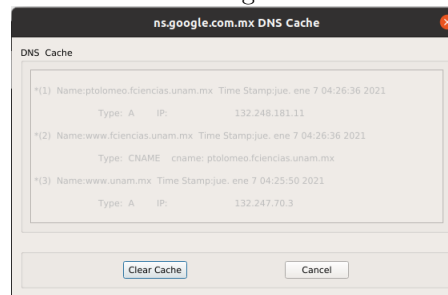 ns.google.com.mx DNS Cache
DNS Cache
*(1) Name:ptolomeo.fciencias.unam.mx Time Stamp:jue. ene 7 04:26:36 2021
Type: A IP: 132.248.181.11
*(2) Name:www.fciencias.unam.mx Time Stamp:jue. ene 7 04:26:36 2021
Type: CNAME cname: ptolomeo.fciencias.unam.mx
*(3) Name:www.unam.mx Time Stamp:jue. ene 7 04:25:50 2021
Type: A IP: 132.247.70.3
Clear Cache Cancel